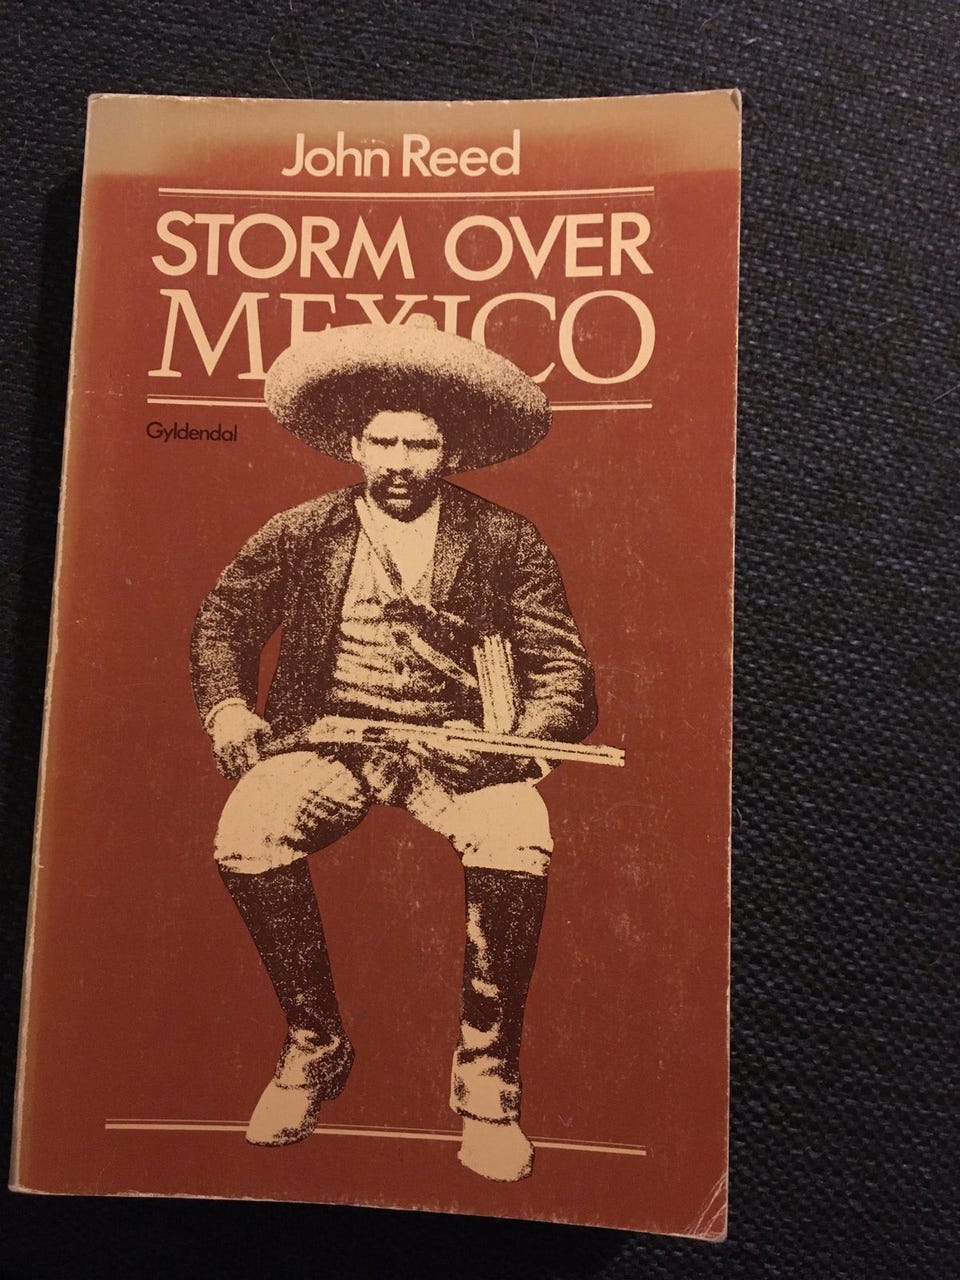 John Reed
STORM OVER
MEXICO
Gyldendal